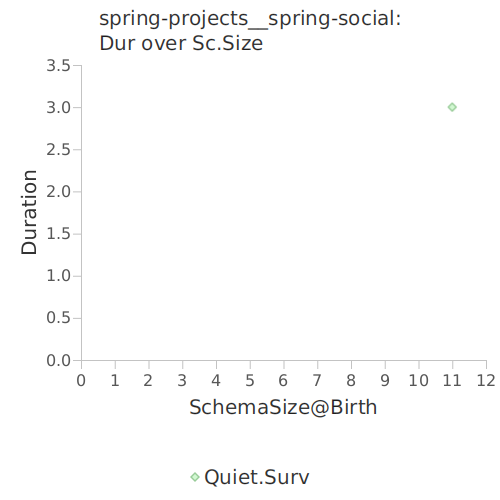 spring-projects__spring-social:
Dur over Sc.Size
3.5
3.0
2.5
2.0
1.5
1.0
0.5
0.0
Duration
0 1 2 3 4 5 6 7 8 9 10 11 12
SchemaSize@Birth
Quiet.Surv